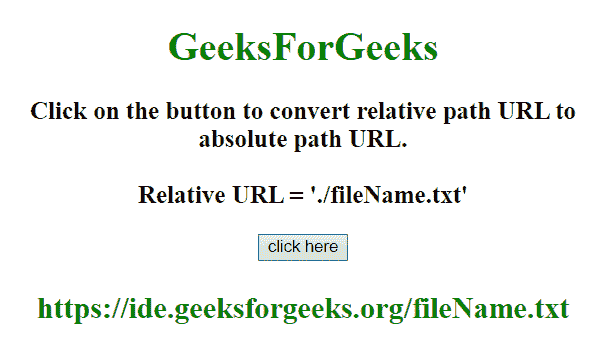 GeeksForGeeks
Click on the button to convert relative path URL to
absolute path URL.
Relative URL = './fileName.txt'
click here
https://ide.geeksforgeeks.org/fileName.txt